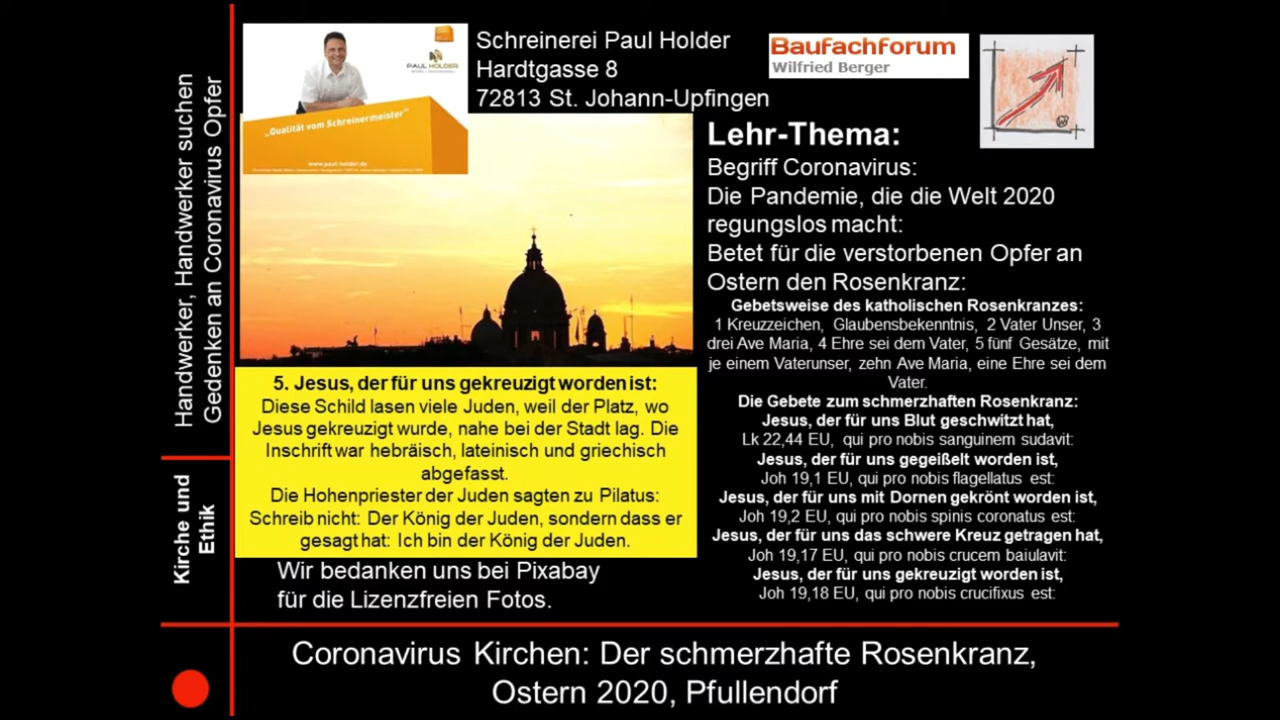 Handwerker, Handwerker suchen
Gedenken an Coronavirus Opfer
Kirche und
Ethik
PAUL HOLDER
„Qualität vom Schreinermeister“
www.paul-holder.de
Schreinerei Paul Holder
Hardtgasse 8
72813 St. Johann-Upfingen
Baufachforum
Wilfried Berger
Lehr-Thema:
Begriff Coronavirus:
Die Pandemie, die die Welt 2020
regungslos macht:
Betet für die verstorbenen Opfer an
Ostern den Rosenkranz:
Gebetsweise des katholischen Rosenkranzes:
1 Kreuzzeichen, Glaubensbekenntnis, 2 Vater Unser, 3
drei Ave Maria, 4 Ehre sei dem Vater, 5 fünf Gesätze, mit
je einem Vaterunser, zehn Ave Maria, eine Ehre sei dem
Vater.
Die Gebete zum schmerzhaften Rosenkranz:
Jesus, der für uns Blut geschwitzt hat,
Lk 22,44 EU, qui pro nobis sanguinem sudavit:
Jesus, der für uns gegeißelt worden ist,
Joh 19,1 EU, qui pro nobis flagellatus est:
Jesus, der für uns mit Dornen gekrönt worden ist,
Joh 19,2 EU, qui pro nobis spinis coronatus est:
Jesus, der für uns das schwere Kreuz getragen hat,
Joh 19,17 EU, qui pro nobis crucem baiulavit:
Jesus, der für uns gekreuzigt worden ist,
Joh 19,18 EU, qui pro nobis crucifixus est:
5. Jesus, der für uns gekreuzigt worden ist:
Diese Schild lasen viele Juden, weil der Platz, wo
Jesus gekreuzigt wurde, nahe bei der Stadt lag. Die
Inschrift war hebräisch, lateinisch und griechisch
abgefasst.
Die Hohenpriester der Juden sagten zu Pilatus:
Schreib nicht: Der König der Juden, sondern dass er
gesagt hat: Ich bin der König der Juden.
Wir bedanken uns bei Pixabay
für die Lizenzfreien Fotos.
Coronavirus Kirchen: Der schmerzhafte Rosenkranz,
Ostern 2020, Pfullendorf